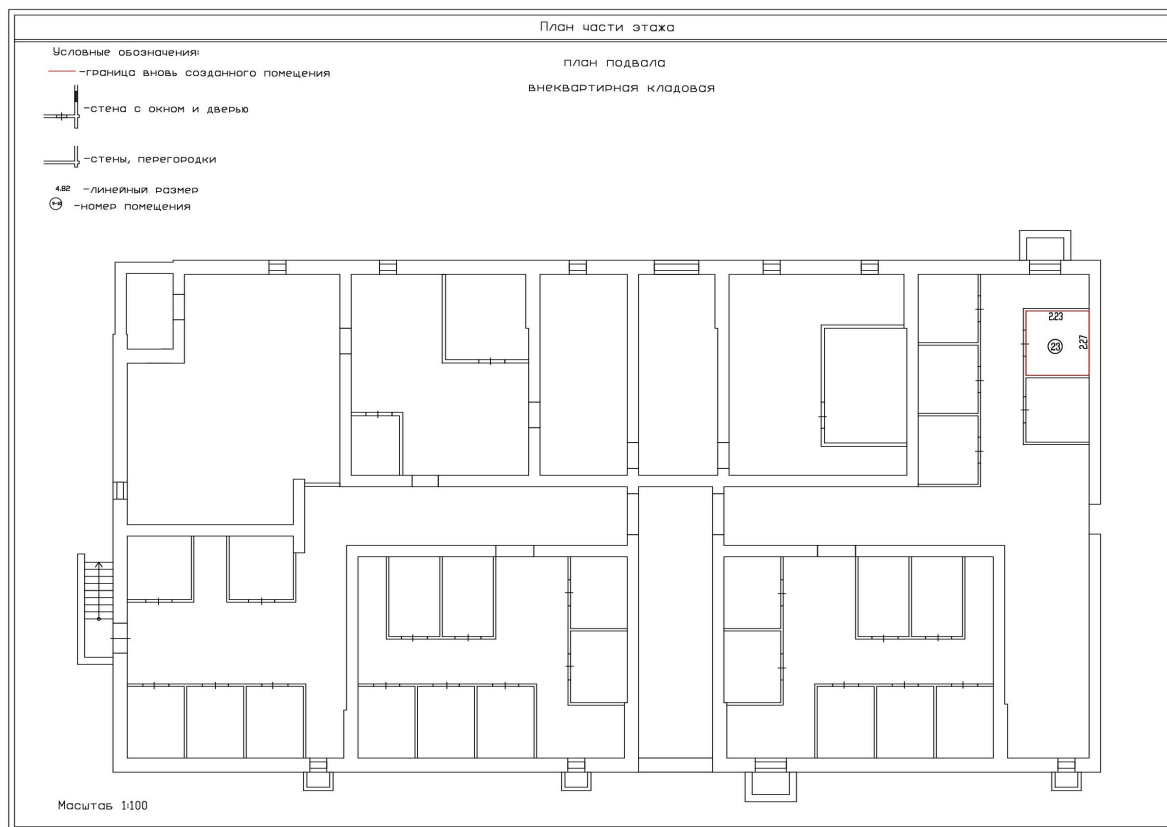 План части этажа
Условные обозначения:
план подвала
-граница вновь созданного помещения
внеквартирная кладовая
-стена с окном и дверью
-стены, перегородки
4.82 -линейный размер
-номер помещения
2.23
2.27
23
Масштаб 1:100